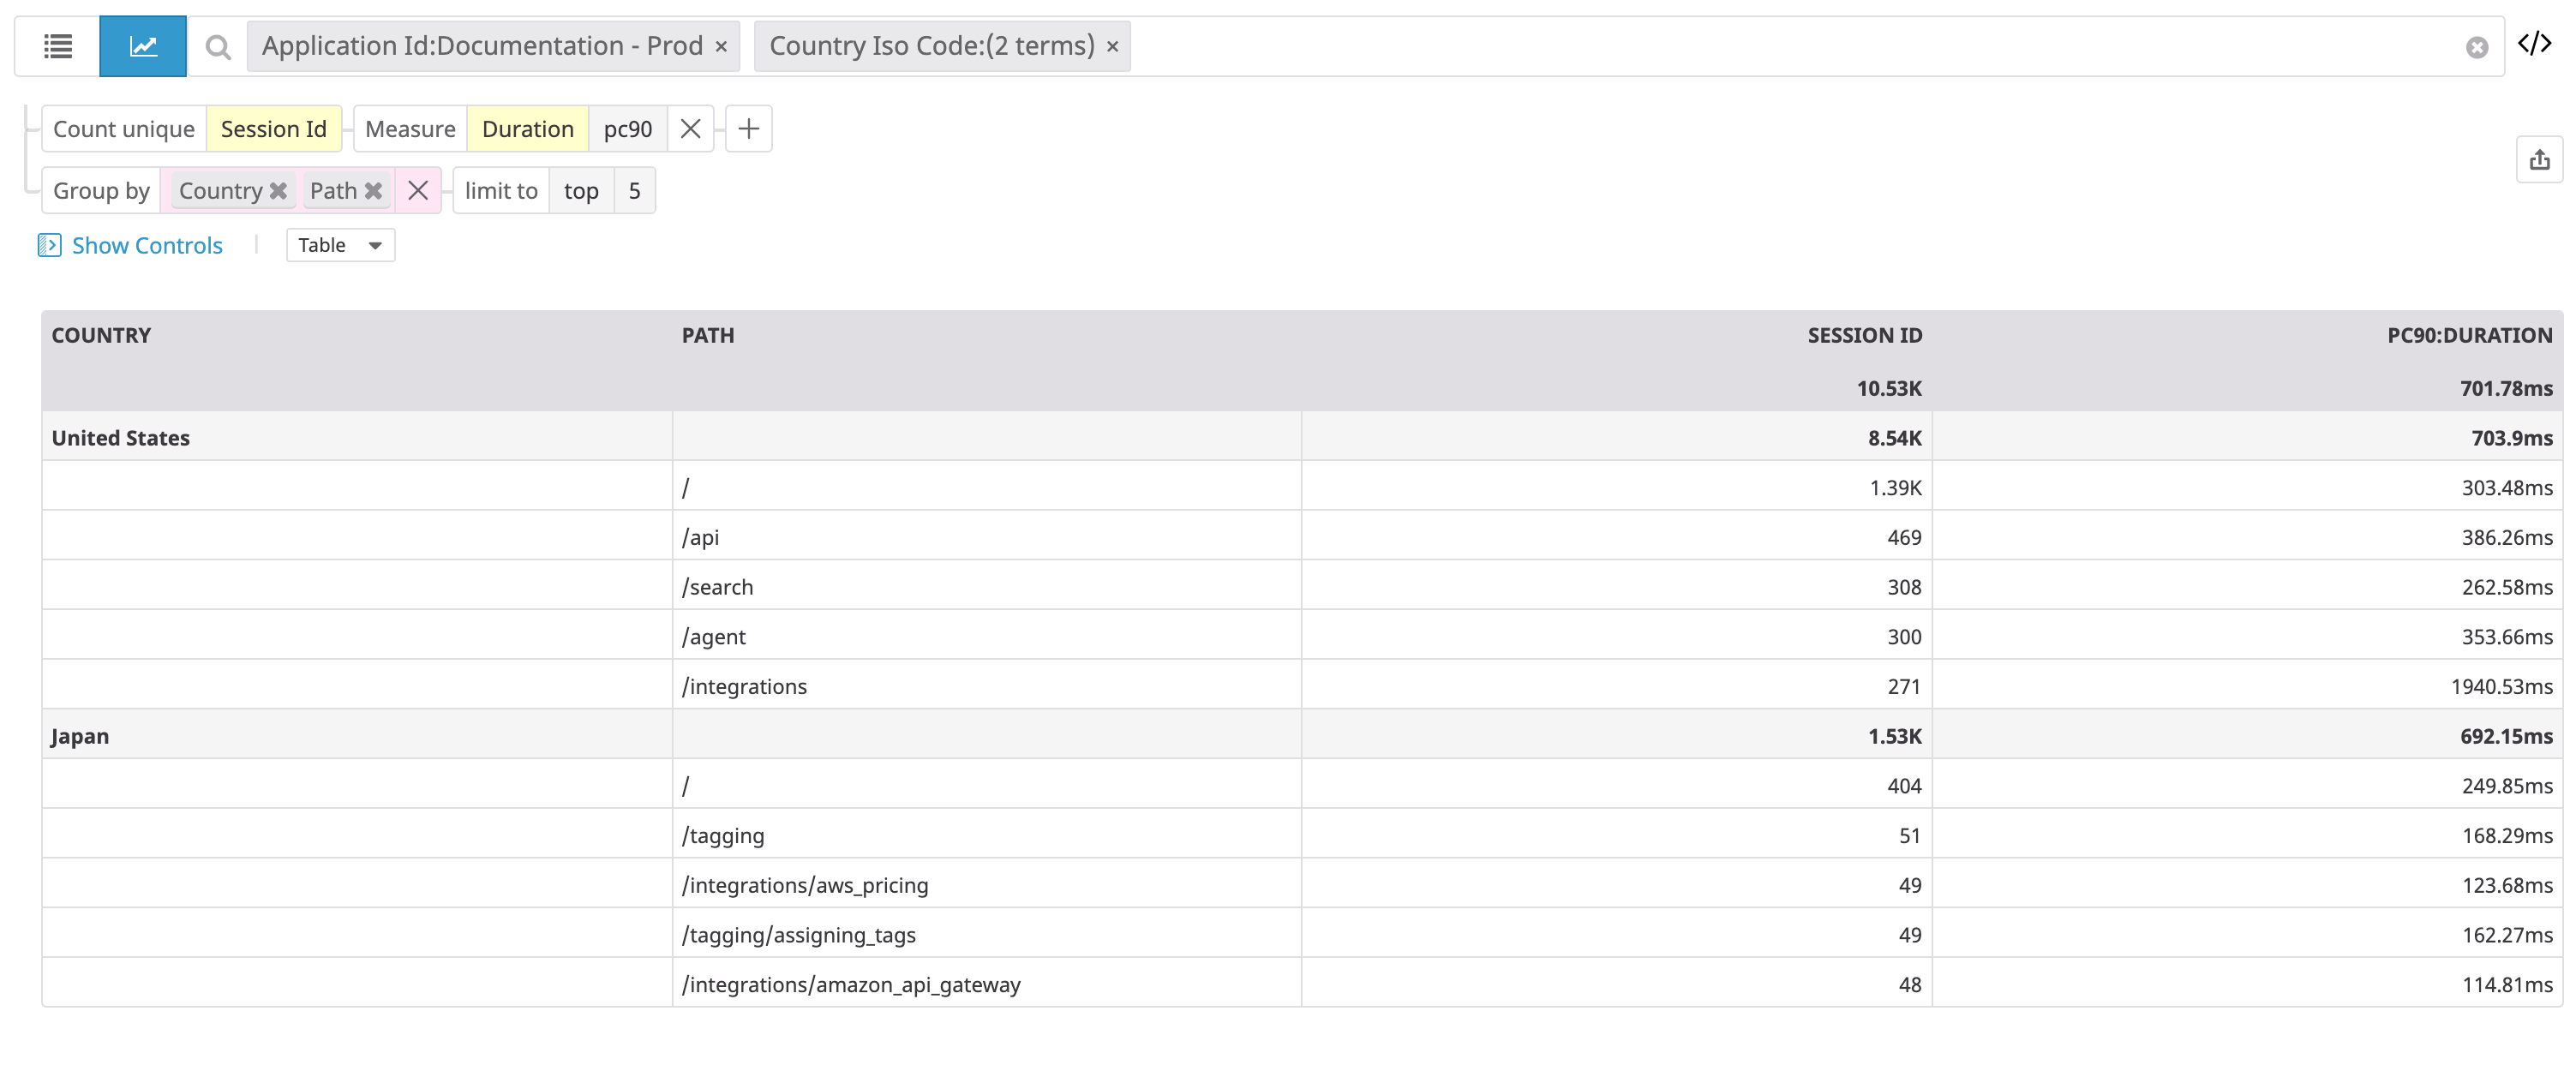 Application Id:Documentation - Prod × Country Iso Code:(2 terms) × </>
Count unique Session Id Measure Duration pc90
Group by Country Path limit to top 5
Show Controls Table
COUNTRY PATH SESSION ID PC90:DURATION
10.53K 701.78ms
United States 8.54K 703.9ms
/ 1.39K 303.48ms
/api 469 386.26ms
/search 308 262.58ms
/agent 300 353.66ms
/integrations 271 1940.53ms
Japan 1.53K 692.15ms
/ 404 249.85ms
/tagging 51 168.29ms
/integrations/aws_pricing 49 123.68ms
/tagging/assigning_tags 49 162.27ms
/integrations/amazon_api_gateway 48 114.81ms